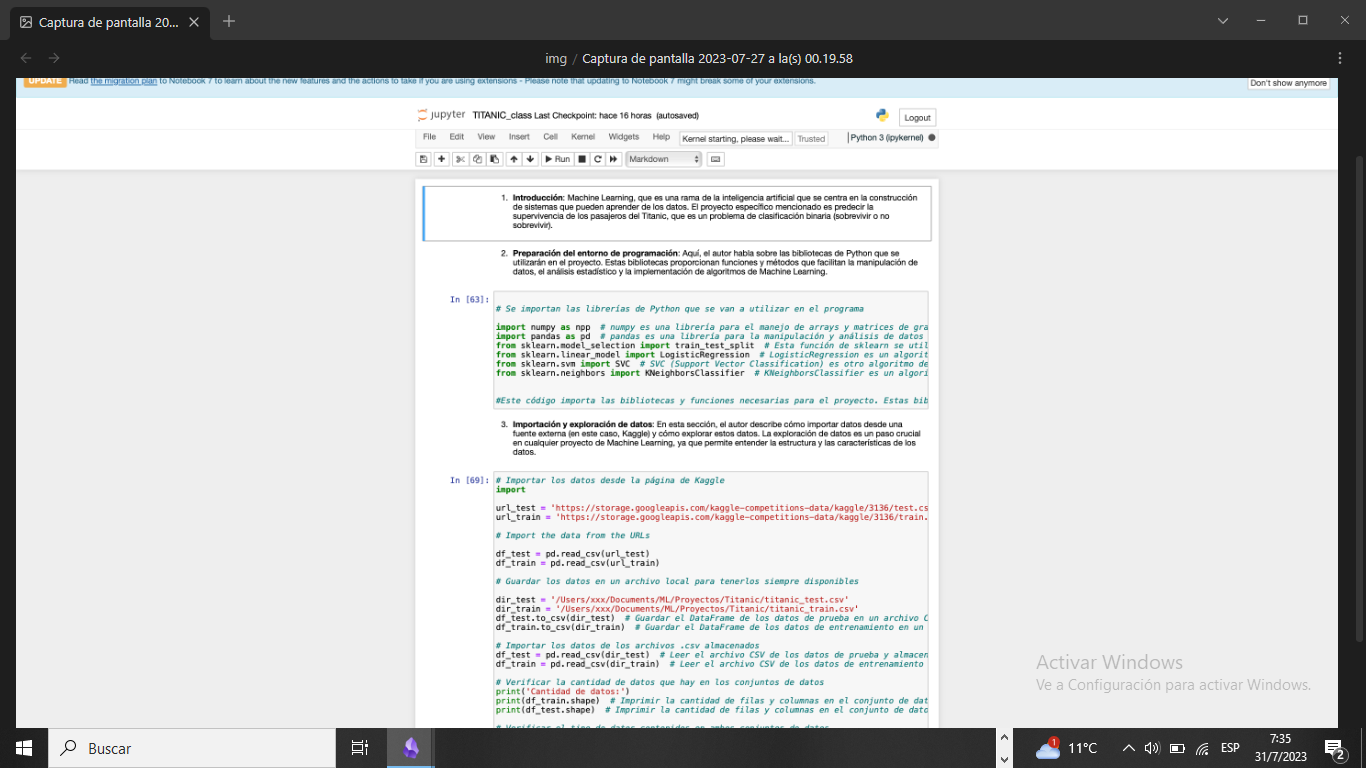 Captura de pantalla 20...
img / Captura de pantalla 2023-07-27 a la(s) 00.19.58
UPDATE Read the migration plan to Notebook 7 to learn about the new features and the actions to take if you are using extensions - Please note that updating to Notebook 7 might break some of your extensions.
Don't show anymore
jupyter TITANIC_class Last Checkpoint: hace 16 horas (autosaved)
Logout
File Edit View Insert Cell Kernel Widgets Help Kernel starting, please wait... Trusted Python 3 (ipykernel)
Run Markdown
1. Introducción: Machine Learning, que es una rama de la inteligencia artificial que se centra en la construcción
de sistemas que pueden aprender de los datos. El proyecto específico mencionado es predecir la
supervivencia de los pasajeros del Titanic, que es un problema de clasificación binaria (sobrevivir o no
sobrevivir).
2. Preparación del entorno de programación: Aquí, el autor habla sobre las bibliotecas de Python que se
utilizarán en el proyecto. Estas bibliotecas proporcionan funciones y métodos que facilitan la manipulación de
datos, el análisis estadístico y la implementación de algoritmos de Machine Learning.
In [63]:
# Se importan las librerías de Python que se van a utilizar en el programa
import numpy as npp # numpy es una librería para el manejo de arrays y matrices de gra
import pandas as pd # pandas es una librería para la manipulación y análisis de datos
from sklearn.model_selection import train_test_split # Esta función de sklearn se util
from sklearn.linear_model import LogisticRegression # LogisticRegression es un algorit
from sklearn.svm import SVC # SVC (Support Vector Classification) es otro algoritmo de
from sklearn.neighbors import KNeighborsClassifier # KNeighborsClassifier es un algori
#Este código importa las bibliotecas y funciones necesarias para el proyecto. Estas bib
3. Importación y exploración de datos: En esta sección, el autor describe cómo importar datos desde una
fuente externa (en este caso, Kaggle) y cómo explorar estos datos. La exploración de datos es un paso crucial
en cualquier proyecto de Machine Learning, ya que permite entender la estructura y las características de los
datos.
In [69]:
# Importar los datos desde la página de Kaggle
import
url_test = 'https://storage.googleapis.com/kaggle-competitions-data/kaggle/3136/test.cs
url_train = 'https://storage.googleapis.com/kaggle-competitions-data/kaggle/3136/train.
# Import the data from the URLs
df_test = pd.read_csv(url_test)
df_train = pd.read_csv(url_train)
# Guardar los datos en un archivo local para tenerlos siempre disponibles
dir_test = '/Users/xxx/Documents/ML/Proyectos/Titanic/titanic_test.csv'
dir_train = '/Users/xxx/Documents/ML/Proyectos/Titanic/titanic_train.csv'
df_test.to_csv(dir_test) # Guardar el DataFrame de los datos de prueba en un archivo C
df_train.to_csv(dir_train) # Guardar el DataFrame de los datos de entrenamiento en un
# Importar los datos de los archivos .csv almacenados
df_test = pd.read_csv(dir_test) # Leer el archivo CSV de los datos de prueba y almacen
df_train = pd.read_csv(dir_train) # Leer el archivo CSV de los datos de entrenamiento
# Verificar la cantidad de datos que hay en los conjuntos de datos
print('Cantidad de datos:')
print(df_train.shape) # Imprimir la cantidad de filas y columnas en el conjunto de dat
print(df_test.shape) # Imprimir la cantidad de filas y columnas en el conjunto de dato
# Verificar el tipo de datos contenidos en ambos conjuntos de datos
Activar Windows
Ve a Configuración para activar Windows.
Buscar
1
11°C
ESP
7:35
31/7/2023
2